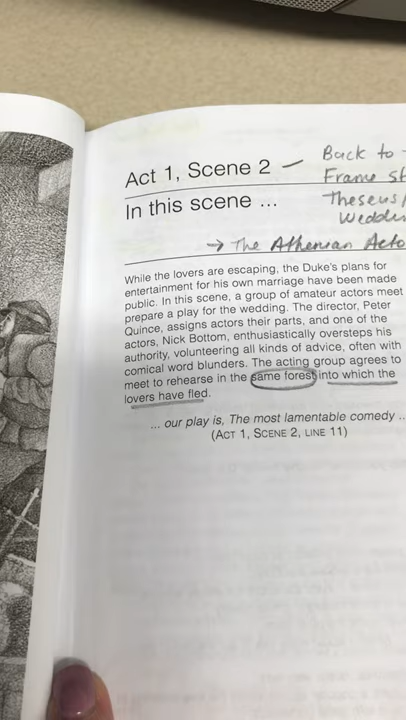 Act 1, Scene 2 – Back to
Frame
In this scene ... Theseus/
→ The Athenian
While the lovers are escaping, the Duke's plans for
entertainment for his own marriage have been made
public. In this scene, a group of amateur actors meet
prepare a play for the wedding. The director, Peter
Quince, assigns actors their parts, and one of the
actors, Nick Bottom, enthusiastically oversteps his
authority, volunteering all kinds of advice, often with
comical word blunders. The acting group agrees to
meet to rehearse in the same forest into which the
lovers have fled.
... our play is, The most lamentable comedy ..
(ACT 1, SCENE 2, LINE 11)